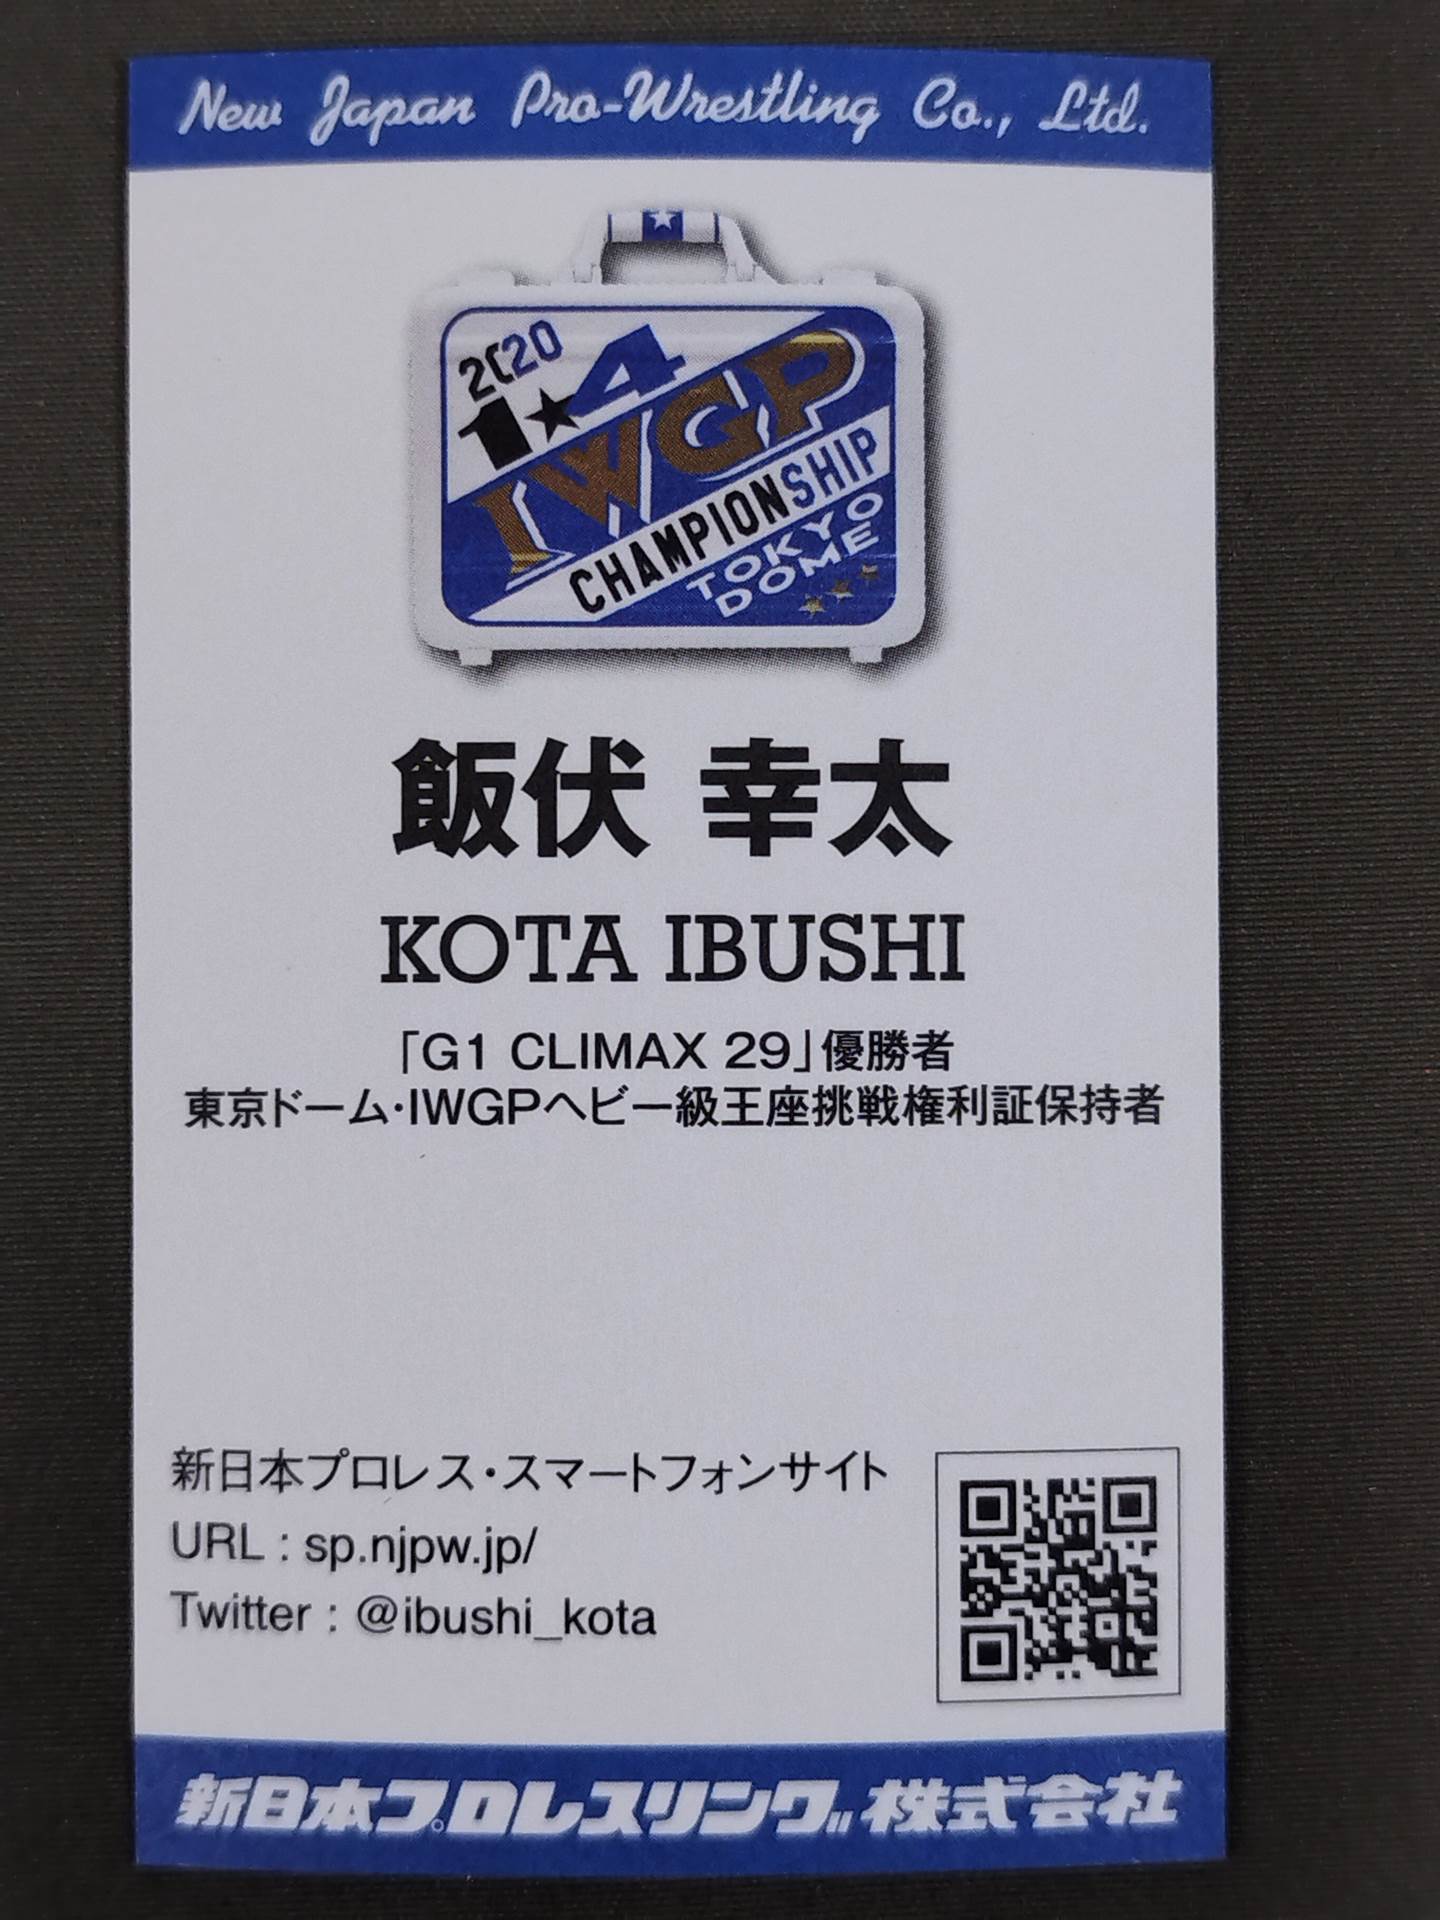 New Japan Pro-Wrestling Co., Ltd.
2020
1★4
IWGP
CHAMPIONSHIP
TOKYO
DOME
飯伏 幸太
KOTA IBUSHI
「G1 CLIMAX 29」優勝者
東京ドーム・IWGPヘビー級王座挑戦権利証保持者
新日本プロレス・スマートフォンサイト
URL : sp.njpw.jp/
Twitter : @ibushi_kota
新日本プロレスリング株式会社